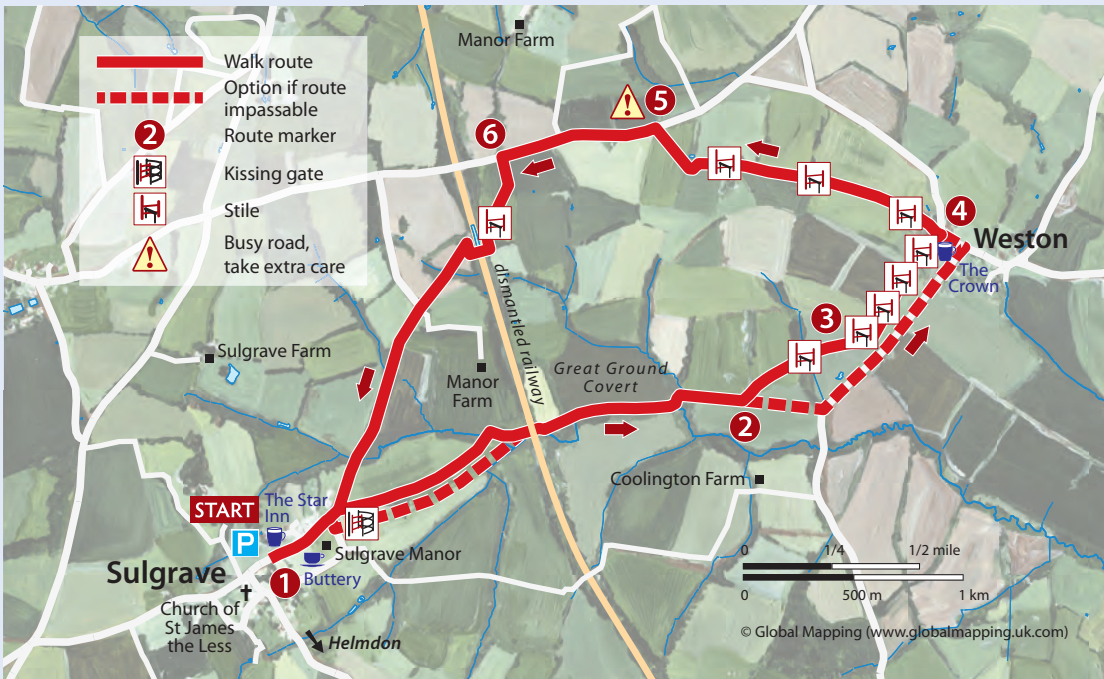 Walk route
Option if route
impassable
2
Route marker
Kissing gate
Stile
Busy road,
take extra care
Manor Farm
5
6
4
Weston
The
Crown
3
dismantled railway
Sulgrave Farm
Manor
Farm
Great Ground
Covert
2
Coolington Farm
START
The Star
Inn
P
Sulgrave Manor
Sulgrave
1
Buttery
Church of
St James
the Less
Helmdon
0 1/4 1/2 mile
0 500 m 1 km
© Global Mapping (www.globalmapping.uk.com)